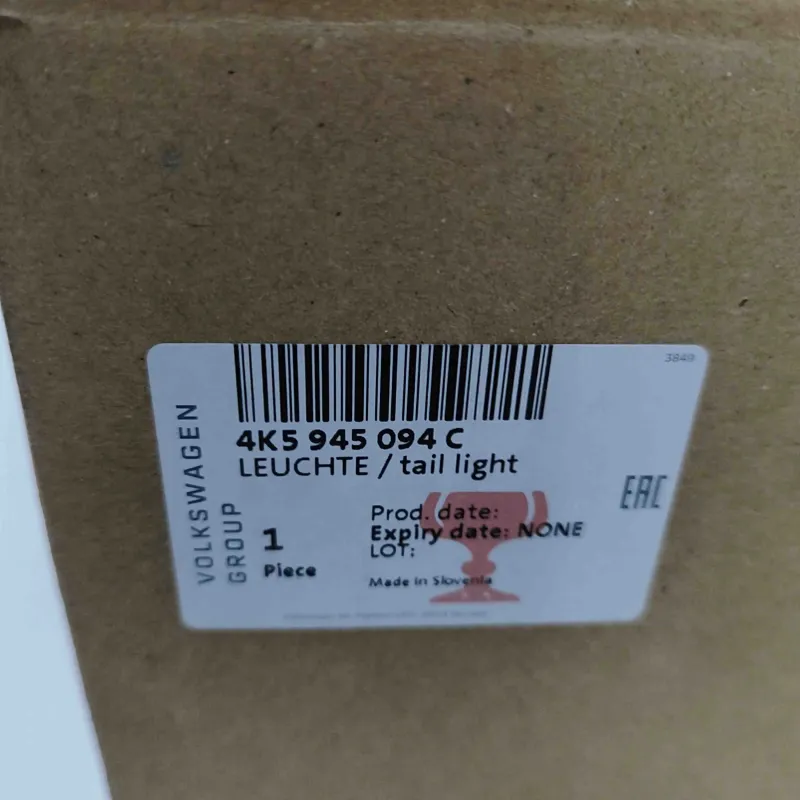 3849
4K5 945 094 C
LEUCHTE / tail light
VOLKSWAGEN
GROUP
1
Piece
Prod. date:
Expiry date: NONE
LOT:
Made in Slovenia
EAC